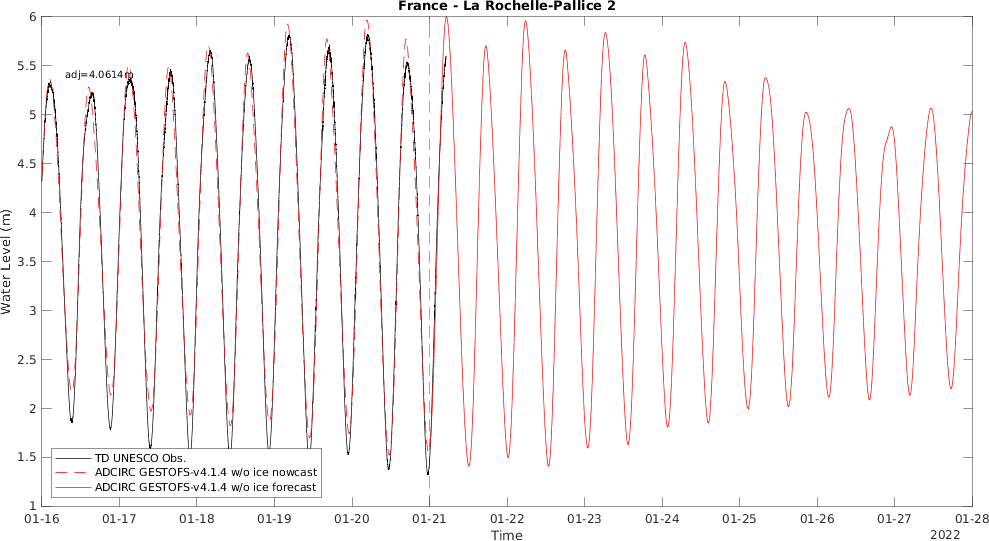 France - La Rochelle-Pallice 2
6
5.5
5
4.5
4
3.5
3
2.5
2
1.5
1
Water Level (m)
adj=4.0614m
TD UNESCO Obs.
ADCIRC GESTOFS-v4.1.4 w/o ice nowcast
ADCIRC GESTOFS-v4.1.4 w/o ice forecast
01-16 01-17 01-18 01-19 01-20 01-21 01-22 01-23 01-24 01-25 01-26 01-27 01-28
Time
2022